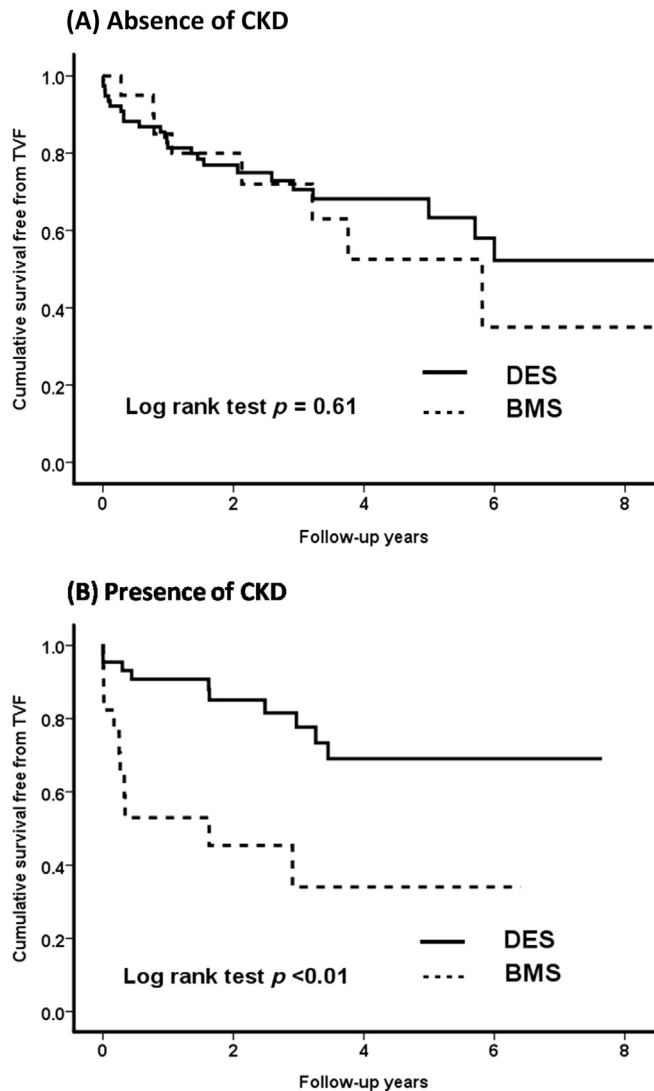 (A) Absence of CKD
Cumulative survival free from TVF
1.0
0.8
0.6
0.4
0.2
0.0
DES
BMS
Log rank test p = 0.61
0 2 4 6 8
Follow-up years
(B) Presence of CKD
Cumulative survival free from TVF
1.0
0.8
0.6
0.4
0.2
0.0
DES
BMS
Log rank test p <0.01
0 2 4 6 8
Follow-up years